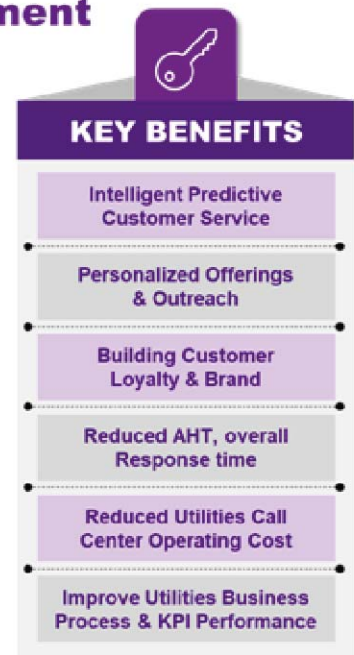 ment
KEY BENEFITS
Intelligent Predictive
Customer Service
Personalized Offerings
& Outreach
Building Customer
Loyalty & Brand
Reduced AHT, overall
Response time
Reduced Utilities Call
Center Operating Cost
Improve Utilities Business
Process & KPI Performance